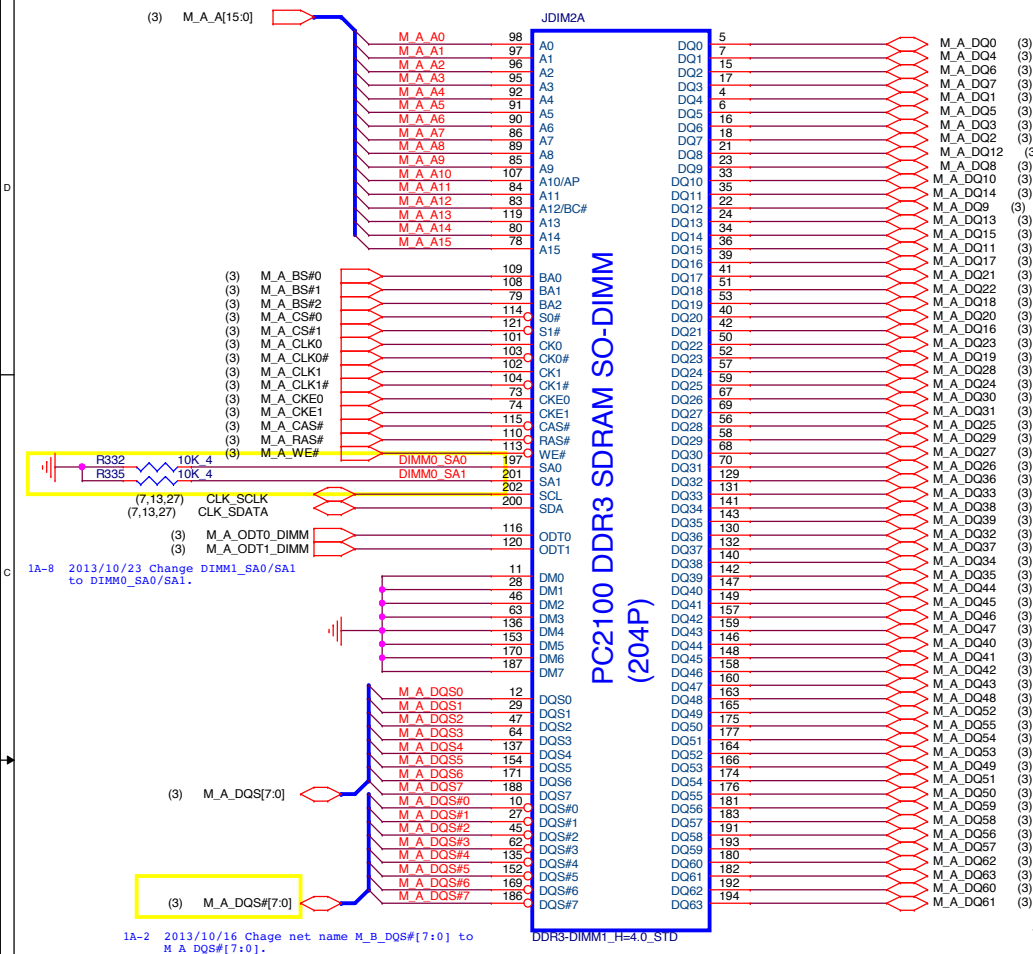 (3) M_A_A[15:0]
JDIM2A
M_A_A0 98 A0
M_A_A1 97 A1
M_A_A2 96 A2
M_A_A3 95 A3
M_A_A4 92 A4
M_A_A5 91 A5
M_A_A6 90 A6
M_A_A7 86 A7
M_A_A8 89 A8
M_A_A9 85 A9
M_A_A10 107 A10/AP
M_A_A11 84 A11
M_A_A12 83 A12/BC#
M_A_A13 119 A13
M_A_A14 80 A14
M_A_A15 78 A15
(3) M_A_BS#0 109 BA0
(3) M_A_BS#1 108 BA1
(3) M_A_BS#2 79 BA2
(3) M_A_CS#0 114 S0#
(3) M_A_CS#1 121 S1#
(3) M_A_CLK0 101 CK0
(3) M_A_CLK0# 103 CK0#
(3) M_A_CLK1 102 CK1
(3) M_A_CLK1# 104 CK1#
(3) M_A_CKE0 73 CKE0
(3) M_A_CKE1 74 CKE1
(3) M_A_CAS# 115 CAS#
(3) M_A_RAS# 110 RAS#
(3) M_A_WE# 113 WE#
R332 10K_4 DIMM0_SA0 197 SA0
R335 10K_4 DIMM0_SA1 201 SA1
(7,13,27) CLK_SCLK 202 SCL
(7,13,27) CLK_SDATA 200 SDA
(3) M_A_ODT0_DIMM 116 ODT0
(3) M_A_ODT1_DIMM 120 ODT1
1A-8 2013/10/23 Change DIMM1_SA0/SA1
to DIMM0_SA0/SA1.
11 DM0
28 DM1
46 DM2
63 DM3
136 DM4
153 DM5
170 DM6
187 DM7
M_A_DQS0 12 DQS0
M_A_DQS1 29 DQS1
M_A_DQS2 47 DQS2
M_A_DQS3 64 DQS3
M_A_DQS4 137 DQS4
M_A_DQS5 154 DQS5
M_A_DQS6 171 DQS6
M_A_DQS7 188 DQS7
(3) M_A_DQS[7:0]
M_A_DQS#0 10 DQS#0
M_A_DQS#1 27 DQS#1
M_A_DQS#2 45 DQS#2
M_A_DQS#3 62 DQS#3
M_A_DQS#4 135 DQS#4
M_A_DQS#5 152 DQS#5
M_A_DQS#6 169 DQS#6
M_A_DQS#7 186 DQS#7
(3) M_A_DQS#[7:0]
1A-2 2013/10/16 Chage net name M_B_DQS#[7:0] to
M_A_DQS#[7:0].
D
C
PC2100 DDR3 SDRAM SO-DIMM
(204P)
DDR3-DIMM1_H=4.0_STD
DQ0 5 M_A_DQ0 (3)
DQ1 7 M_A_DQ4 (3)
DQ2 15 M_A_DQ6 (3)
DQ3 17 M_A_DQ7 (3)
DQ4 4 M_A_DQ1 (3)
DQ5 6 M_A_DQ5 (3)
DQ6 16 M_A_DQ3 (3)
DQ7 18 M_A_DQ2 (3)
DQ8 21 M_A_DQ12 (3
DQ9 23 M_A_DQ8 (3)
DQ10 33 M_A_DQ10 (3)
DQ11 35 M_A_DQ14 (3)
DQ12 22 M_A_DQ9 (3)
DQ13 24 M_A_DQ13 (3)
DQ14 34 M_A_DQ15 (3)
DQ15 36 M_A_DQ11 (3)
DQ16 39 M_A_DQ17 (3)
DQ17 41 M_A_DQ21 (3)
DQ18 51 M_A_DQ22 (3)
DQ19 53 M_A_DQ18 (3)
DQ20 40 M_A_DQ20 (3)
DQ21 42 M_A_DQ16 (3)
DQ22 50 M_A_DQ23 (3)
DQ23 52 M_A_DQ19 (3)
DQ24 57 M_A_DQ28 (3)
DQ25 59 M_A_DQ24 (3)
DQ26 67 M_A_DQ30 (3)
DQ27 69 M_A_DQ31 (3)
DQ28 56 M_A_DQ25 (3)
DQ29 58 M_A_DQ29 (3)
DQ30 68 M_A_DQ27 (3)
DQ31 70 M_A_DQ26 (3)
DQ32 129 M_A_DQ36 (3)
DQ33 131 M_A_DQ33 (3)
DQ34 141 M_A_DQ38 (3)
DQ35 143 M_A_DQ39 (3)
DQ36 130 M_A_DQ32 (3)
DQ37 132 M_A_DQ37 (3)
DQ38 140 M_A_DQ34 (3)
DQ39 142 M_A_DQ35 (3)
DQ40 147 M_A_DQ44 (3)
DQ41 149 M_A_DQ45 (3)
DQ42 157 M_A_DQ46 (3)
DQ43 159 M_A_DQ47 (3)
DQ44 146 M_A_DQ40 (3)
DQ45 148 M_A_DQ41 (3)
DQ46 158 M_A_DQ42 (3)
DQ47 160 M_A_DQ43 (3)
DQ48 163 M_A_DQ48 (3)
DQ49 165 M_A_DQ52 (3)
DQ50 175 M_A_DQ55 (3)
DQ51 177 M_A_DQ54 (3)
DQ52 164 M_A_DQ53 (3)
DQ53 166 M_A_DQ49 (3)
DQ54 174 M_A_DQ51 (3)
DQ55 176 M_A_DQ50 (3)
DQ56 181 M_A_DQ59 (3)
DQ57 183 M_A_DQ58 (3)
DQ58 191 M_A_DQ56 (3)
DQ59 193 M_A_DQ57 (3)
DQ60 180 M_A_DQ62 (3)
DQ61 182 M_A_DQ63 (3)
DQ62 192 M_A_DQ60 (3)
DQ63 194 M_A_DQ61 (3)